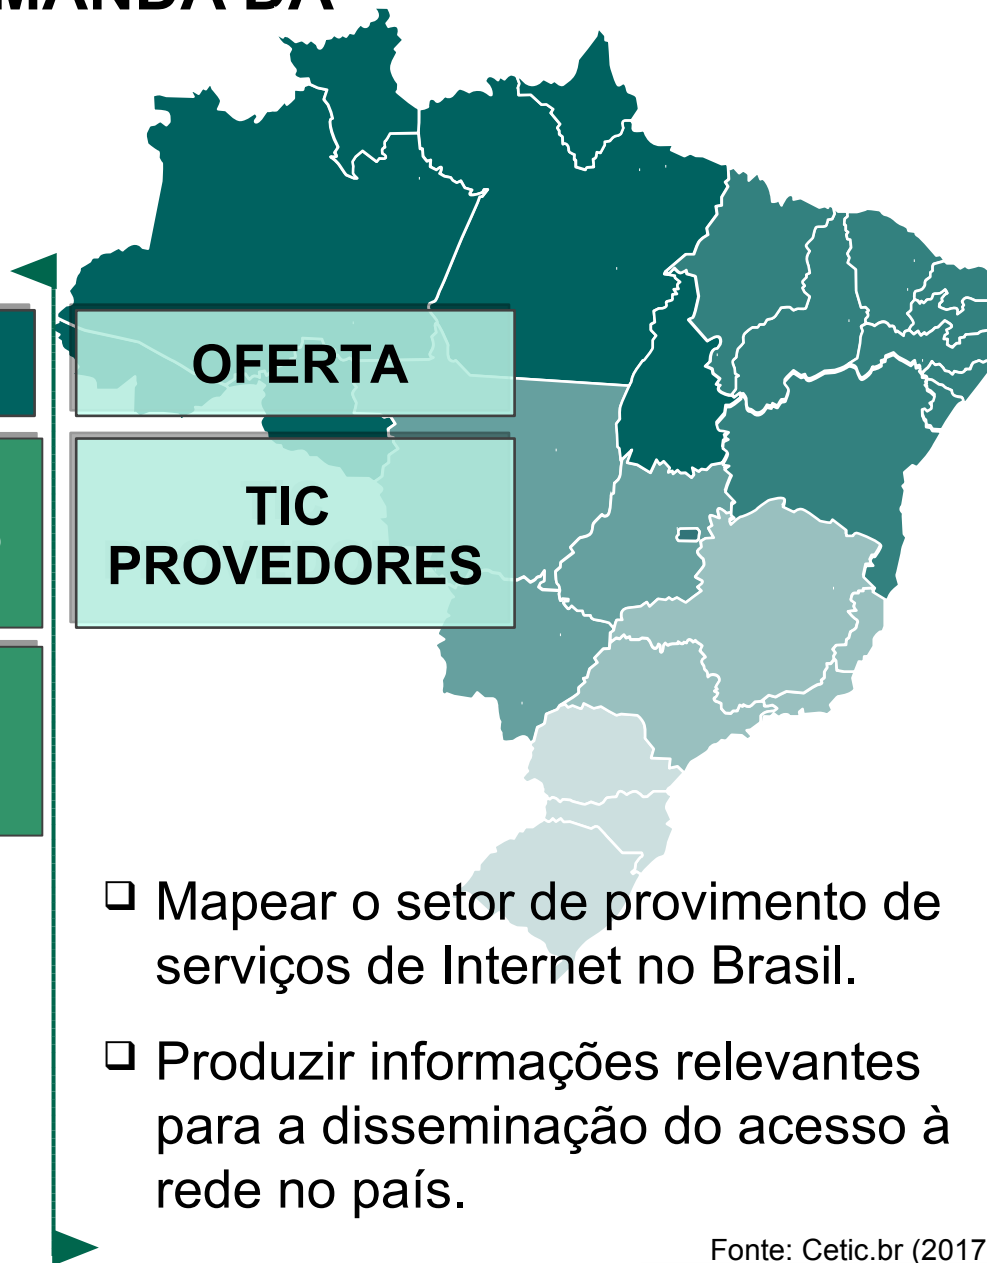 DA
OFERTA
TIC
PROVEDORES
❑ Mapear o setor de provimento de
serviços de Internet no Brasil.
❑ Produzir informações relevantes
para a disseminação do acesso à
rede no país.
Fonte: Cetic.br (2017